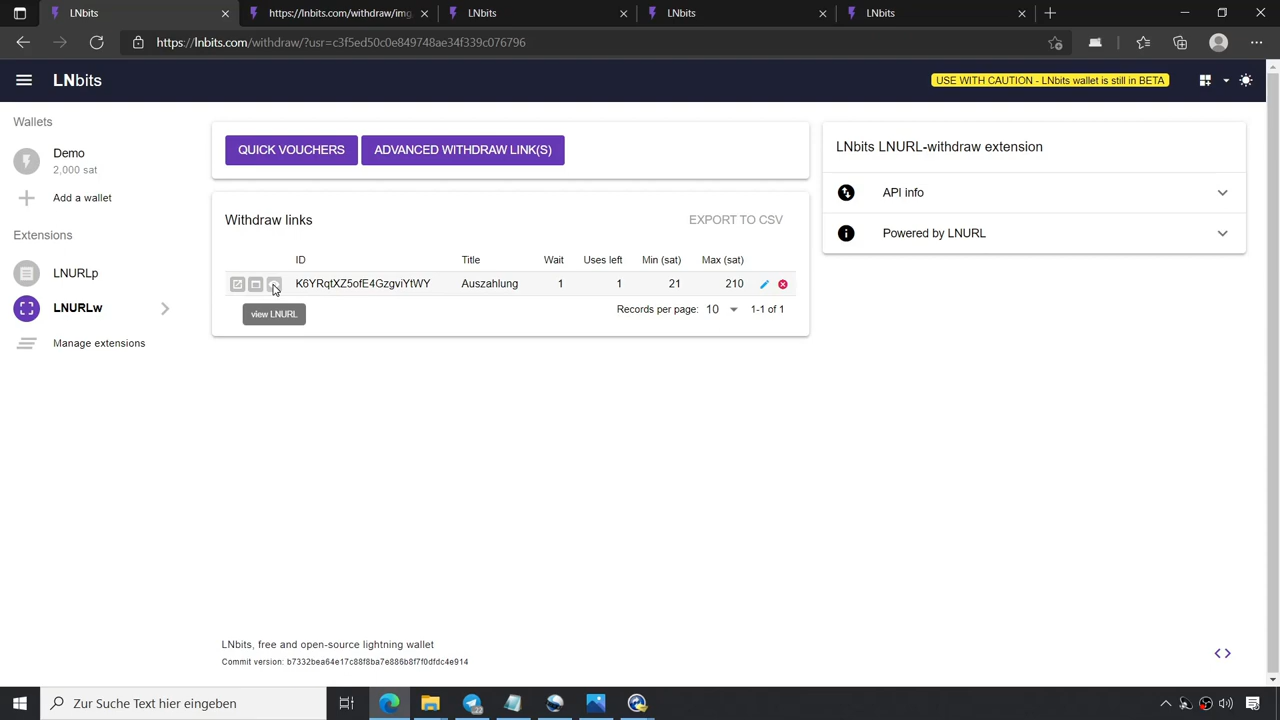 LNbits
https://lnbits.com/withdraw/img
LNbits
LNbits
LNbits
https://lnbits.com/withdraw/?usr=c3f5ed50c0e849748ae34f339c076796
LNbits
USE WITH CAUTION - LNbits wallet is still in BETA
Wallets
Demo
2,000 sat
Add a wallet
Extensions
LNURLp
LNURLw
Manage extensions
QUICK VOUCHERS
ADVANCED WITHDRAW LINK(S)
Withdraw links
EXPORT TO CSV
ID Title Wait Uses left Min (sat) Max (sat)
K6YRqtXZ5ofE4GzgviYtWY Auszahlung 1 1 21 210
view LNURL
Records per page: 10 1-1 of 1
LNbits LNURL-withdraw extension
API info
Powered by LNURL
LNbits, free and open-source lightning wallet
Commit version: b7332bea64e17c88f8ba7e886b8f7f0dfdc4e914
Zur Suche Text hier eingeben